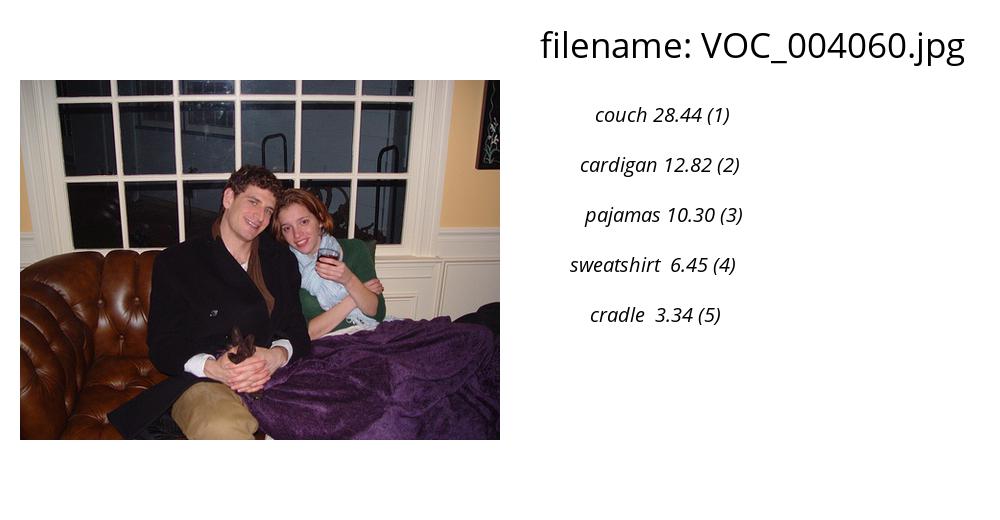 filename: VOC_004060.jpg
couch 28.44 (1)
cardigan 12.82 (2)
pajamas 10.30 (3)
sweatshirt 6.45 (4)
cradle 3.34 (5)